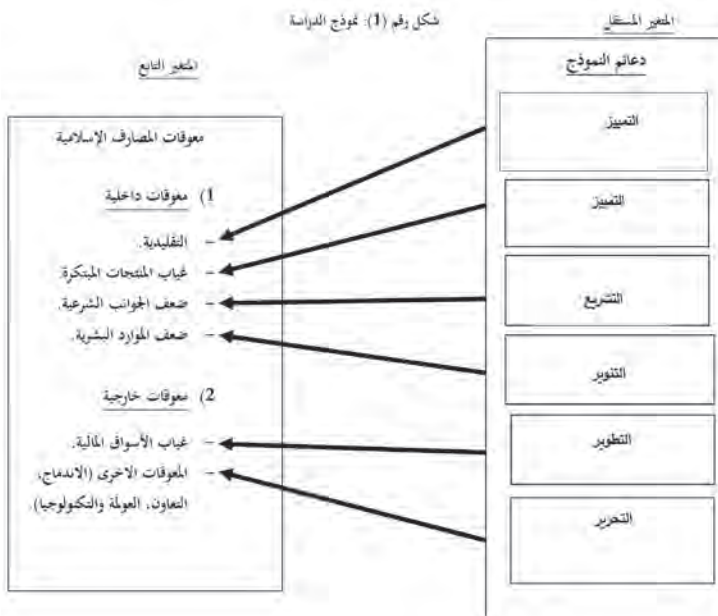 شكل رقم (1): نموذج الدراسة
المتغير المستقل
دعائم النموذج
التمييز
التمييز
التشريع
التنوير
التطوير
التحرير
المتغير التابع
معوقات المصارف الإسلامية
1) معوقات داخلية
- التقليدية.
- غياب المنتجات المبتكرة.
- ضعف الجوانب الشرعية.
- ضعف الموارد البشرية.
2) معوقات خارجية
- غياب الأسواق المالية.
- المعوقات الاخرى (الاندماج،
التعاون، العولمة والتكنولوجيا).